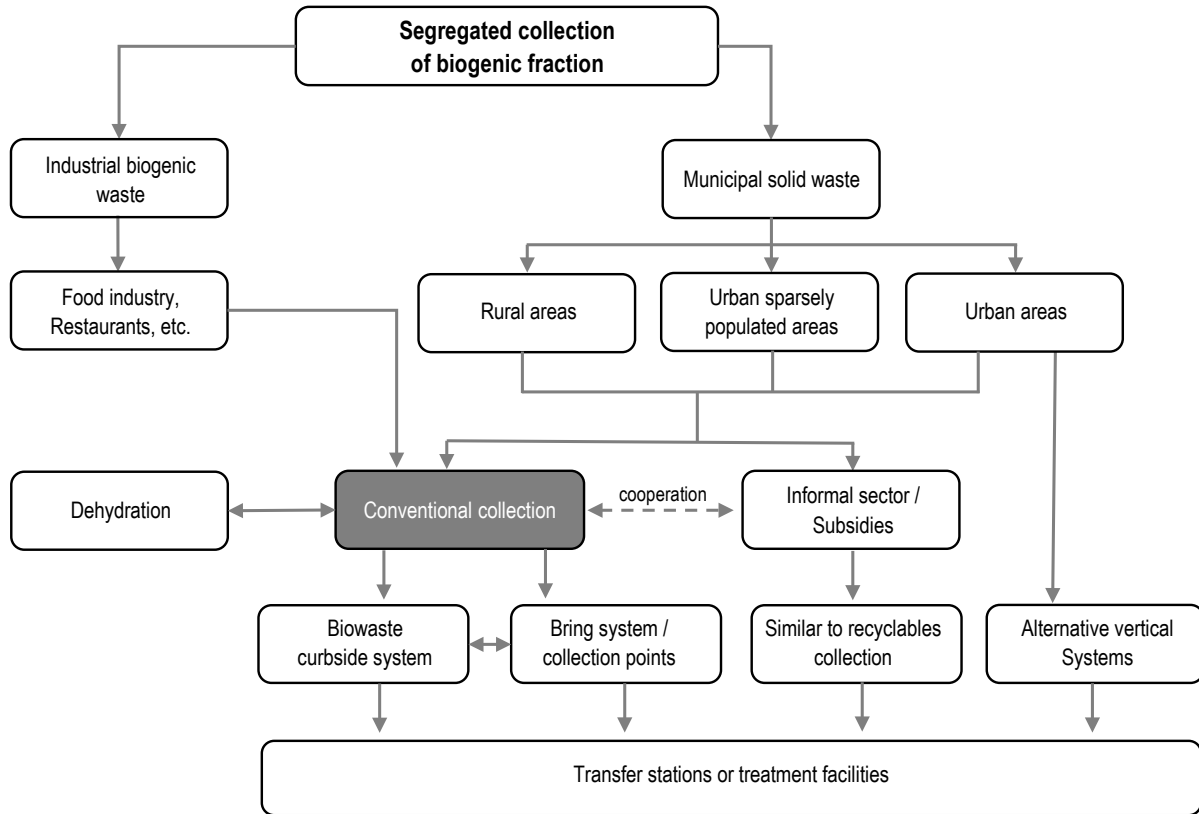 Segregated collection
of biogenic fraction
Industrial biogenic
waste
Municipal solid waste
Food industry,
Restaurants, etc.
Rural areas
Urban sparsely
populated areas
Urban areas
Dehydration
Conventional collection
cooperation
Informal sector /
Subsidies
Biowaste
curbside system
Bring system /
collection points
Similar to recyclables
collection
Alternative vertical
Systems
Transfer stations or treatment facilities